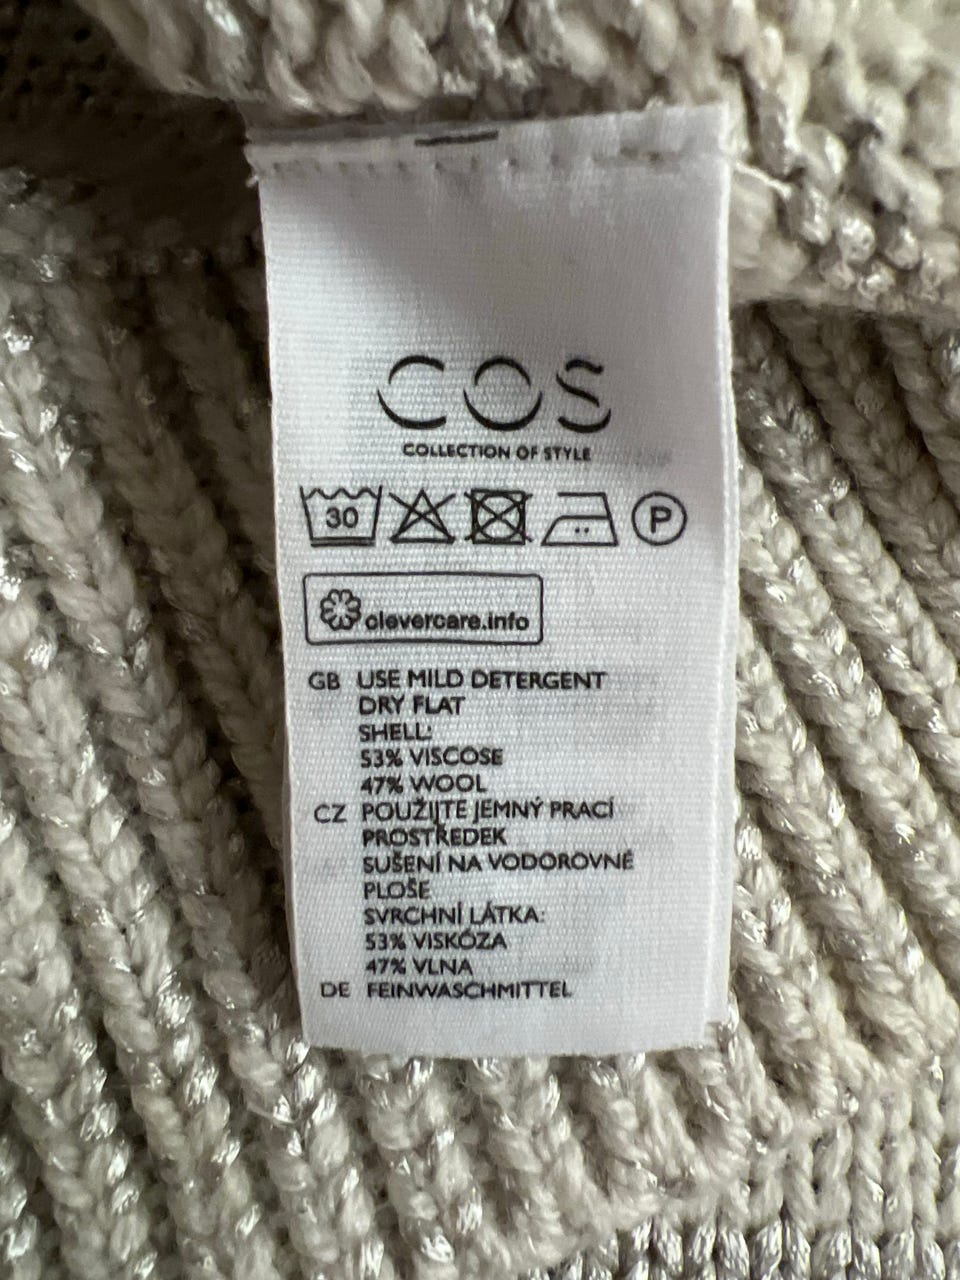 COS
COLLECTION OF STYLE
30 P
clevercare.info
GB USE MILD DETERGENT
DRY FLAT
SHELL:
53% VISCOSE
47% WOOL
CZ POUŽIJTE JEMNÝ PRACÍ
PROSTŘEDEK
SUŠENÍ NA VODOROVNÉ
PLOŠE
SVRCHNÍ LÁTKA:
53% VISKÓZA
47% VLNA
DE FEINWASCHMITTEL